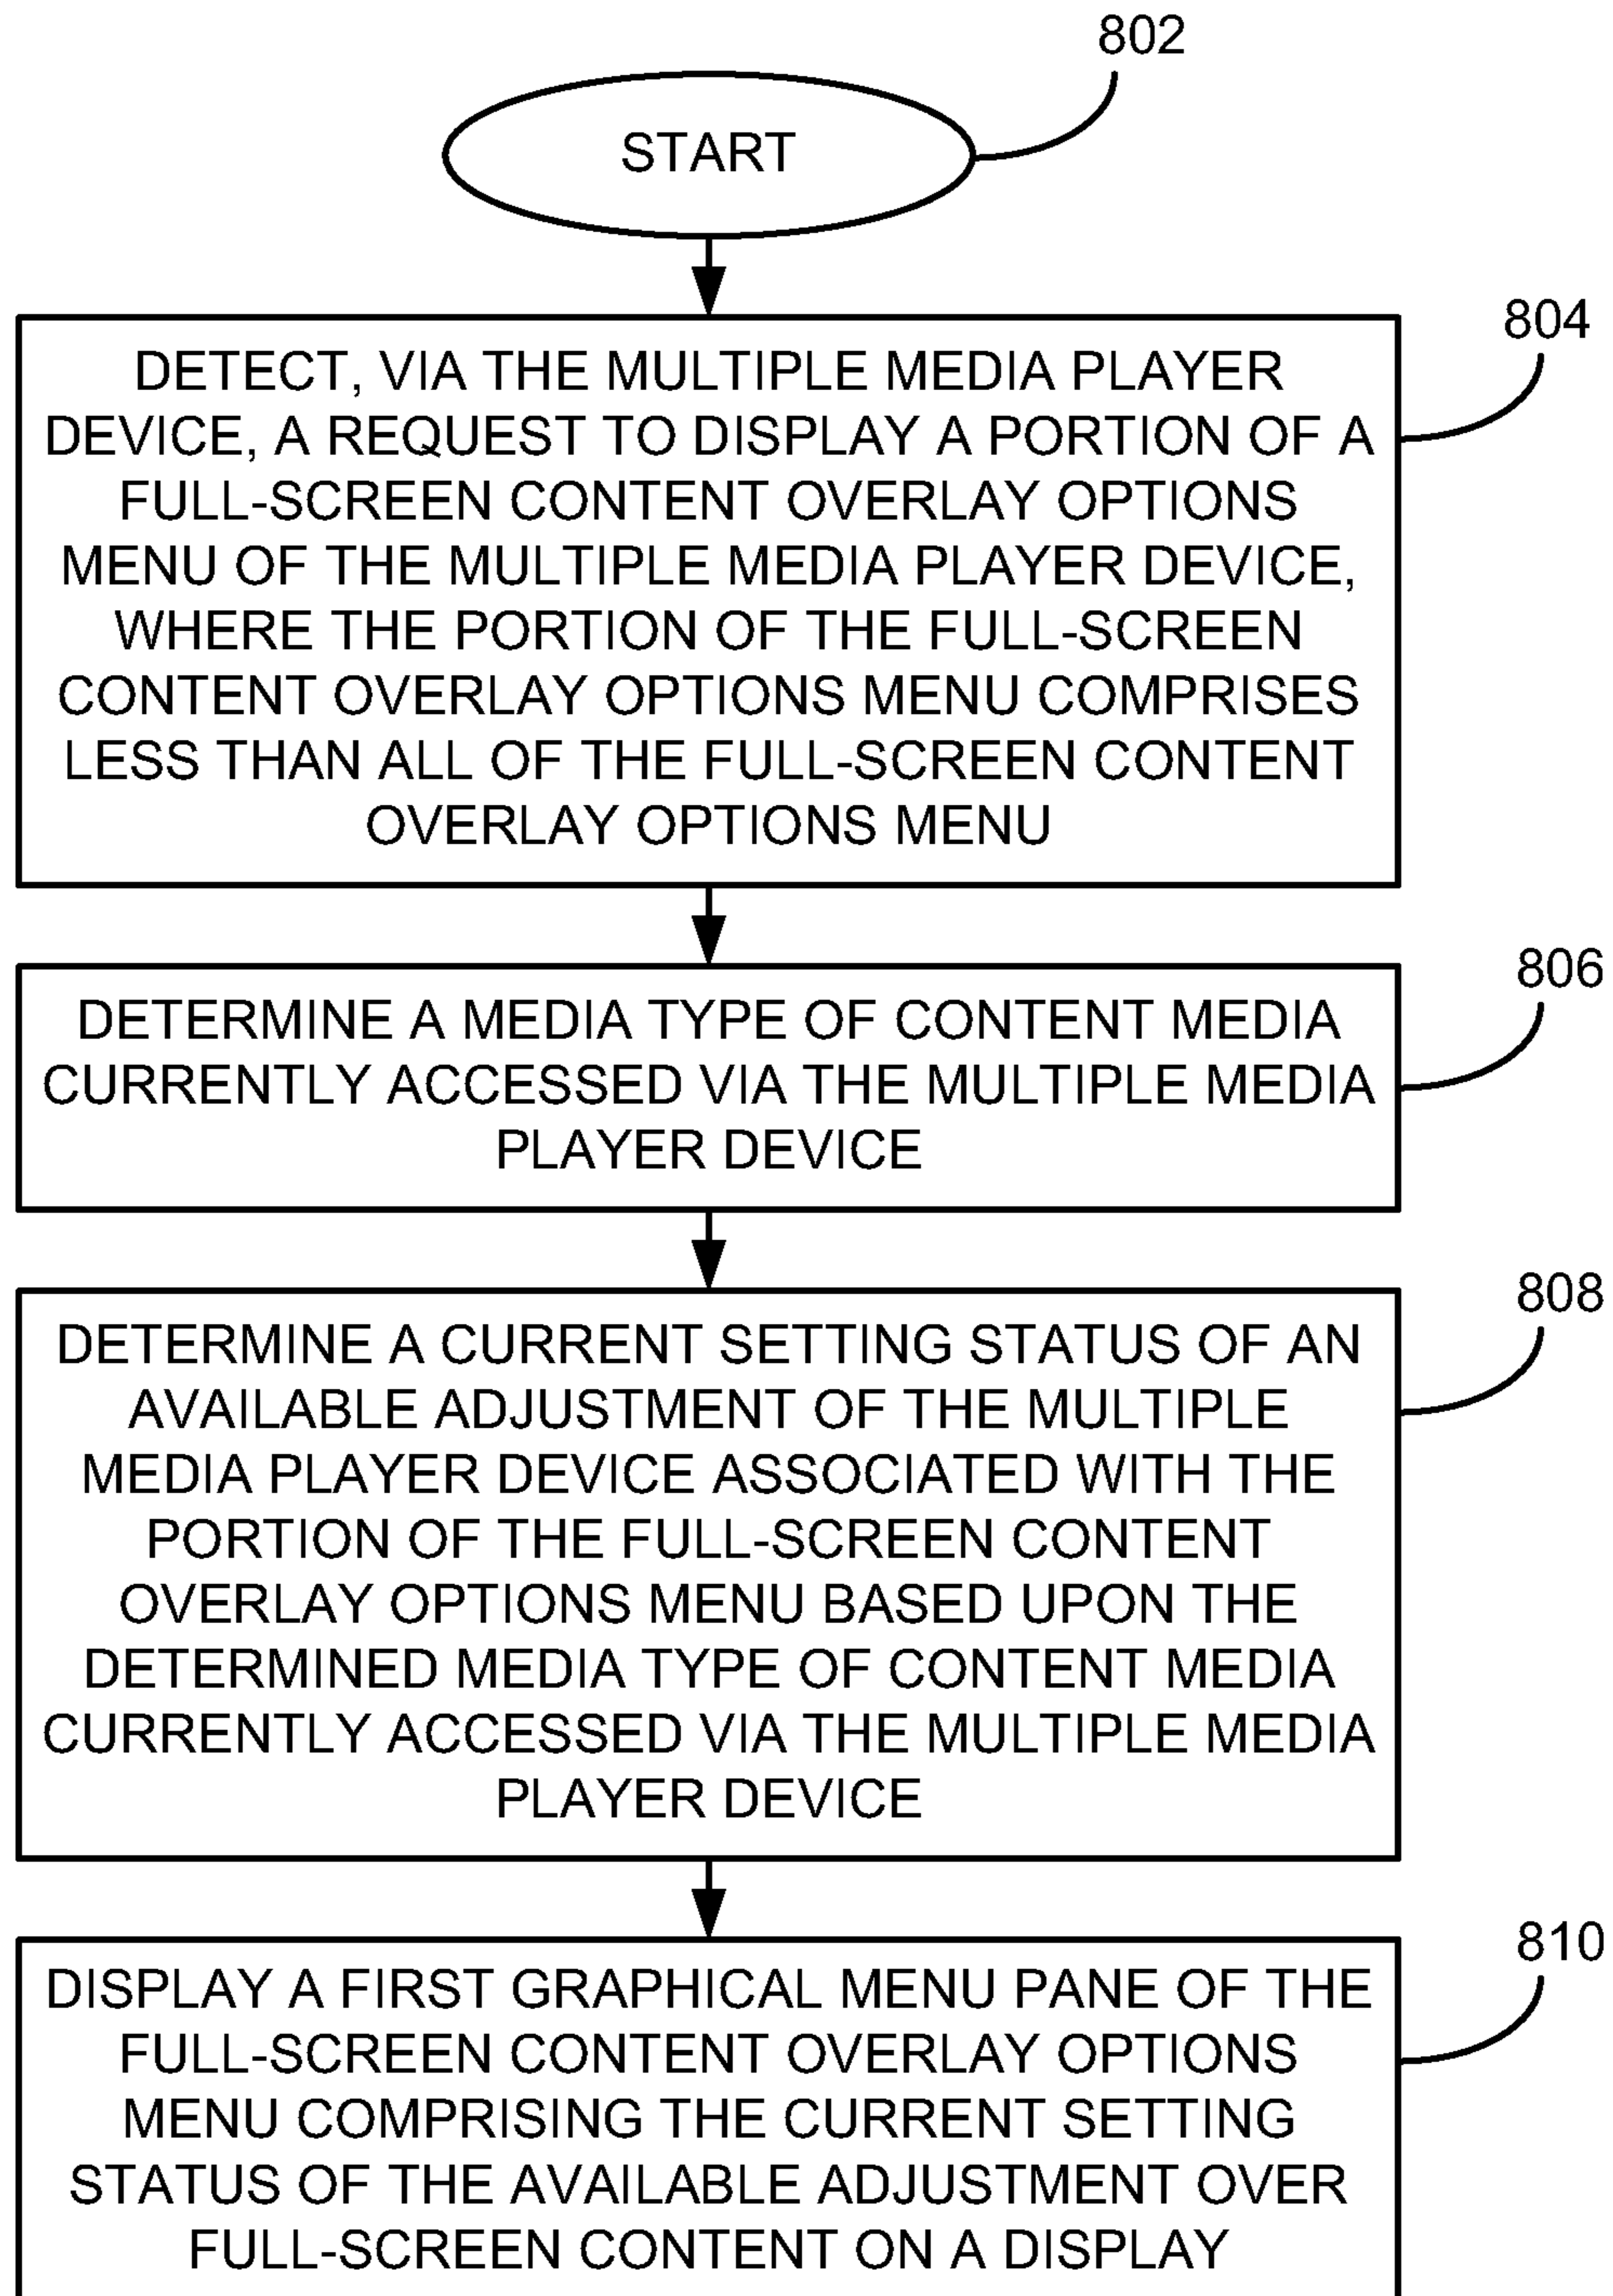 802
START
804
DETECT, VIA THE MULTIPLE MEDIA PLAYER
DEVICE, A REQUEST TO DISPLAY A PORTION OF A
FULL-SCREEN CONTENT OVERLAY OPTIONS
MENU OF THE MULTIPLE MEDIA PLAYER DEVICE,
WHERE THE PORTION OF THE FULL-SCREEN
CONTENT OVERLAY OPTIONS MENU COMPRISES
LESS THAN ALL OF THE FULL-SCREEN CONTENT
OVERLAY OPTIONS MENU
806
DETERMINE A MEDIA TYPE OF CONTENT MEDIA
CURRENTLY ACCESSED VIA THE MULTIPLE MEDIA
PLAYER DEVICE
808
DETERMINE A CURRENT SETTING STATUS OF AN
AVAILABLE ADJUSTMENT OF THE MULTIPLE
MEDIA PLAYER DEVICE ASSOCIATED WITH THE
PORTION OF THE FULL-SCREEN CONTENT
OVERLAY OPTIONS MENU BASED UPON THE
DETERMINED MEDIA TYPE OF CONTENT MEDIA
CURRENTLY ACCESSED VIA THE MULTIPLE MEDIA
PLAYER DEVICE
810
DISPLAY A FIRST GRAPHICAL MENU PANE OF THE
FULL-SCREEN CONTENT OVERLAY OPTIONS
MENU COMPRISING THE CURRENT SETTING
STATUS OF THE AVAILABLE ADJUSTMENT OVER
FULL-SCREEN CONTENT ON A DISPLAY